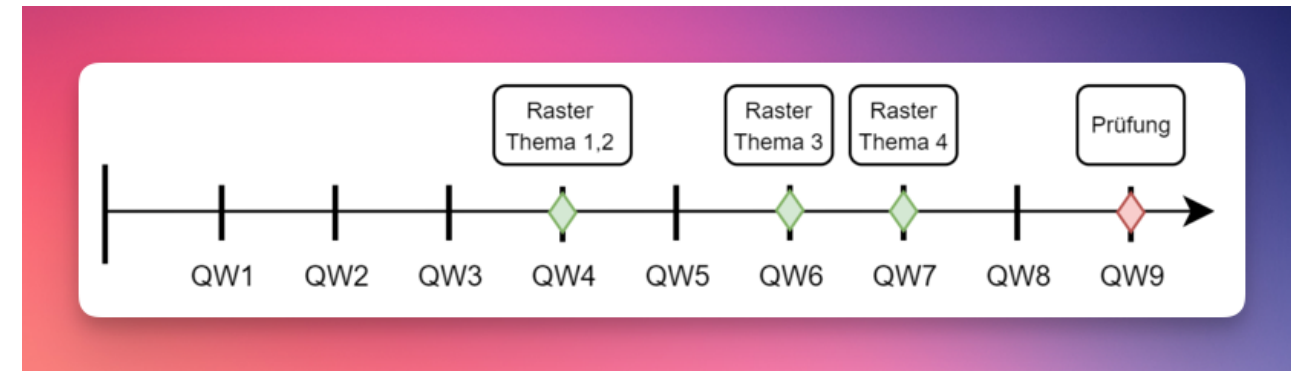 Raster
Thema 1,2
Raster
Thema 3
Raster
Thema 4
Prüfung
QW1 QW2 QW3 QW4 QW5 QW6 QW7 QW8 QW9